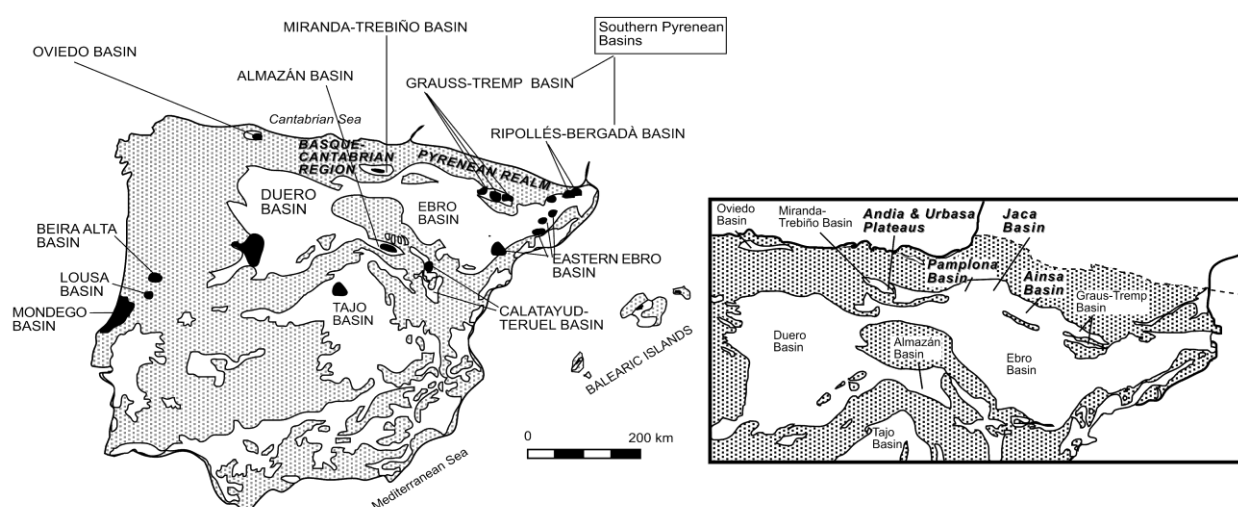 MIRANDA-TREBIÑO BASIN
Southern Pyrenean
Basins
OVIEDO BASIN
ALMAZÁN BASIN
GRAUSS-TREMP BASIN
Cantabrian Sea
RIPOLLÉS-BERGADÀ BASIN
BASQUE-
CANTABRIAN
REGION
PYRENEAN REALM
DUERO
BASIN
EBRO
BASIN
BEIRA ALTA
BASIN
LOUSA
BASIN
MONDEGO
BASIN
TAJO
BASIN
EASTERN EBRO
BASIN
CALATAYUD-
TERUEL BASIN
BALEARIC ISLANDS
0 200 km
Mediterranean Sea
Oviedo
Basin
Miranda-
Trebiño Basin
Andia & Urbasa
Plateaus
Jaca
Basin
Pamplona
Basin
Ainsa
Basin
Graus-Tremp
Basin
Duero
Basin
Almazán
Basin
Ebro
Basin
Tajo
Basin